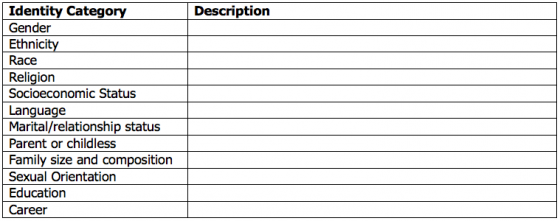 Identity Category Description
Gender
Ethnicity
Race
Religion
Socioeconomic Status
Language
Marital/relationship status
Parent or childless
Family size and composition
Sexual Orientation
Education
Career